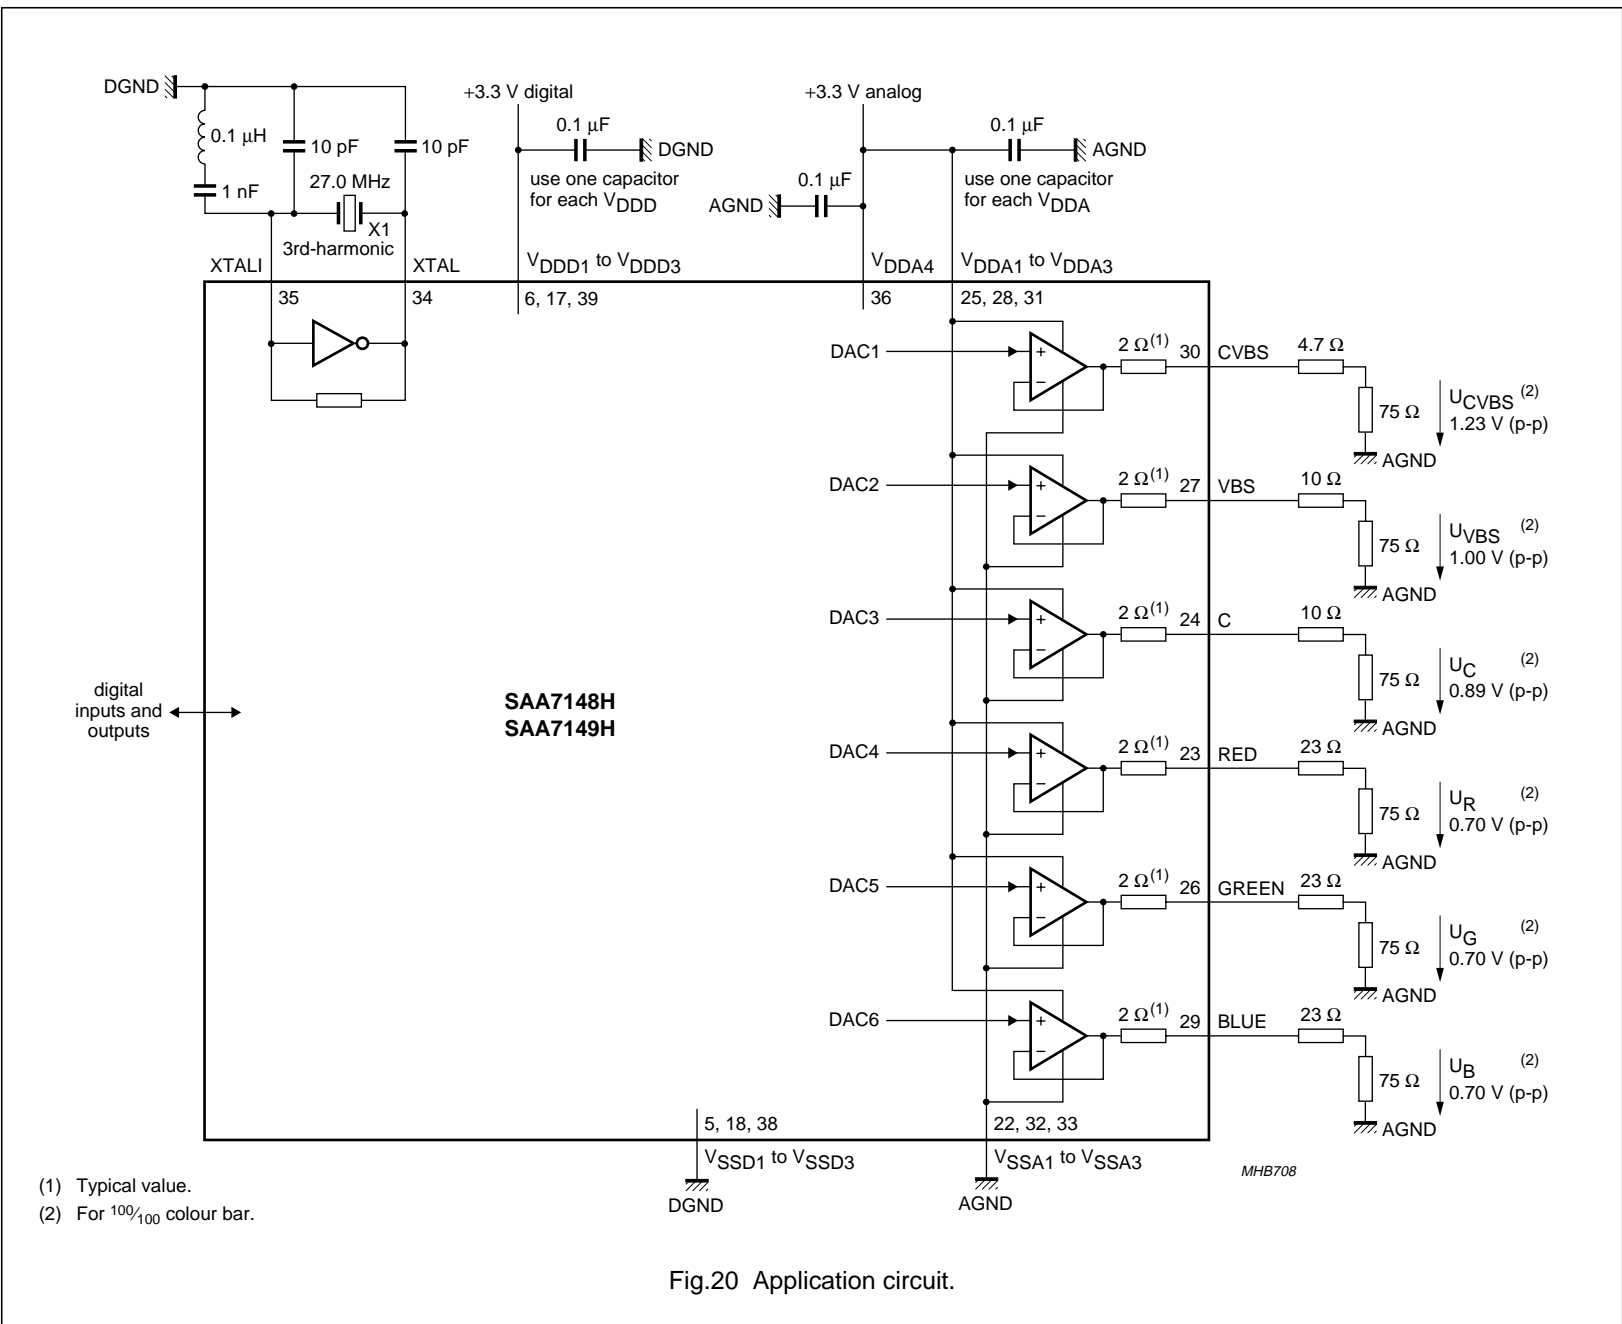 DGND
+3.3 V digital
+3.3 V analog
0.1 μH
10 pF
10 pF
0.1 μF
DGND
0.1 μF
AGND
1 nF
27.0 MHz
X1
3rd-harmonic
use one capacitor
for each VDDD
AGND
0.1 μF
use one capacitor
for each VDDA
XTALI
XTAL
VDDD1 to VDDD3
VDDA4
VDDA1 to VDDA3
35
34
6, 17, 39
36
25, 28, 31
DAC1
+
−
2 Ω(1)
30
CVBS
4.7 Ω
75 Ω
UCVBS (2)
1.23 V (p-p)
AGND
DAC2
+
−
2 Ω(1)
27
VBS
10 Ω
75 Ω
UVBS (2)
1.00 V (p-p)
AGND
DAC3
+
−
2 Ω(1)
24
C
10 Ω
75 Ω
UC (2)
0.89 V (p-p)
AGND
digital
inputs and
outputs
SAA7148H
SAA7149H
DAC4
+
−
2 Ω(1)
23
RED
23 Ω
75 Ω
UR (2)
0.70 V (p-p)
AGND
DAC5
+
−
2 Ω(1)
26
GREEN
23 Ω
75 Ω
UG (2)
0.70 V (p-p)
AGND
DAC6
+
−
2 Ω(1)
29
BLUE
23 Ω
75 Ω
UB (2)
0.70 V (p-p)
AGND
5, 18, 38
22, 32, 33
VSSD1 to VSSD3
VSSA1 to VSSA3
DGND
AGND
MHB708
(1) Typical value.
(2) For 100/100 colour bar.
Fig.20 Application circuit.